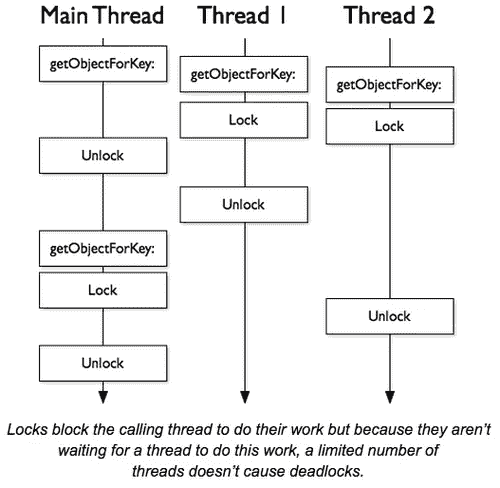 Main Thread
Thread 1
Thread 2
getObjectForKey:
getObjectForKey:
getObjectForKey:
Lock
Lock
Unlock
Unlock
getObjectForKey:
Lock
Unlock
Unlock
Locks block the calling thread to do their work but because they aren't
waiting for a thread to do this work, a limited number of
threads doesn't cause deadlocks.